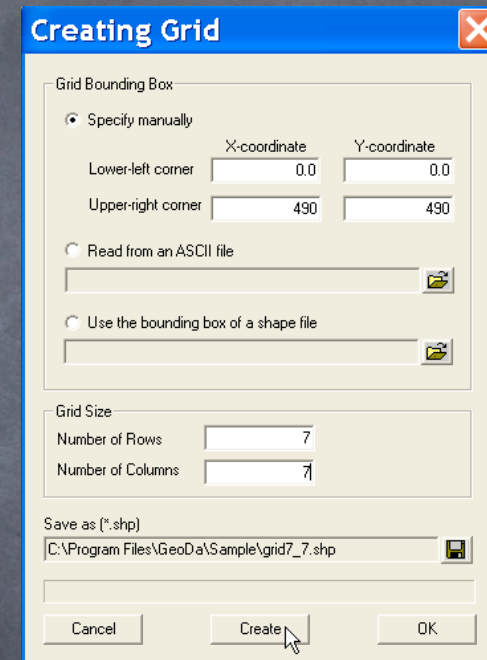 Creating Grid
Grid Bounding Box
Specify manually
X-coordinate Y-coordinate
Lower-left corner 0.0 0.0
Upper-right corner 490 490
Read from an ASCII file
Use the bounding box of a shape file
Grid Size
Number of Rows 7
Number of Columns 7
Save as (*.shp)
C:\Program Files\GeoDa\Sample\grid7_7.shp
Cancel Create OK